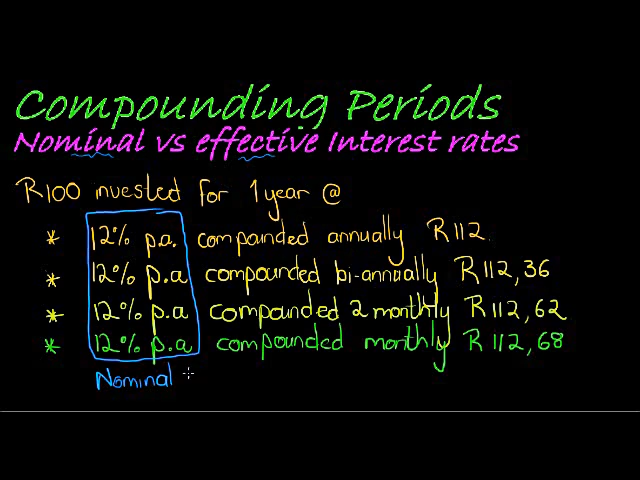 Compounding Periods
Nominal vs effective Interest rates
R100 invested for 1 year @
* 12% p.a. compounded annually R112.
* 12% p.a compounded bi-annually R112,36
* 12% p.a compounded 2 monthly R112,62
* 12% p.a compounded monthly R112,68
Nominal